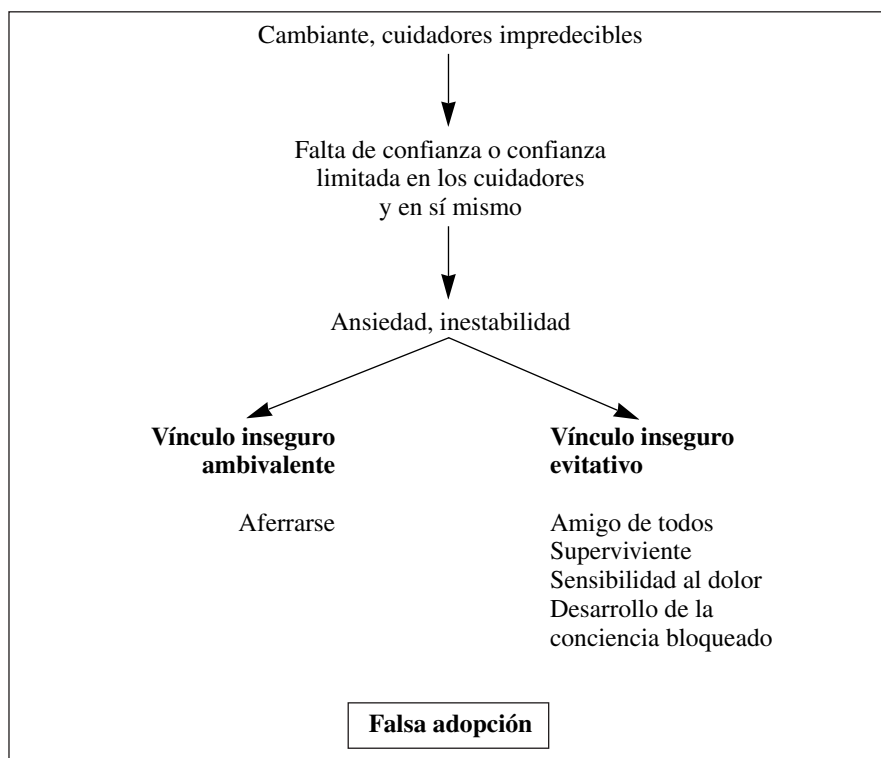 Cambiante, cuidadores impredecibles
Falta de confianza o confianza
limitada en los cuidadores
y en sí mismo
Ansiedad, inestabilidad
Vínculo inseguro
ambivalente
Aferrarse
Vínculo inseguro
evitativo
Amigo de todos
Superviviente
Sensibilidad al dolor
Desarrollo de la
conciencia bloqueado
Falsa adopción